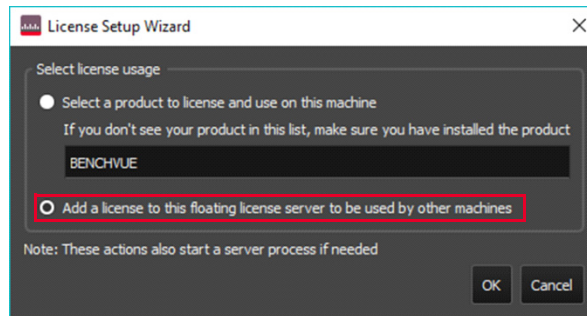 License Setup Wizard
Select license usage
Select a product to license and use on this machine
If you don't see your product in this list, make sure you have installed the product
BENCHVUE
Add a license to this floating license server to be used by other machines
Note: These actions also start a server process if needed
OK Cancel